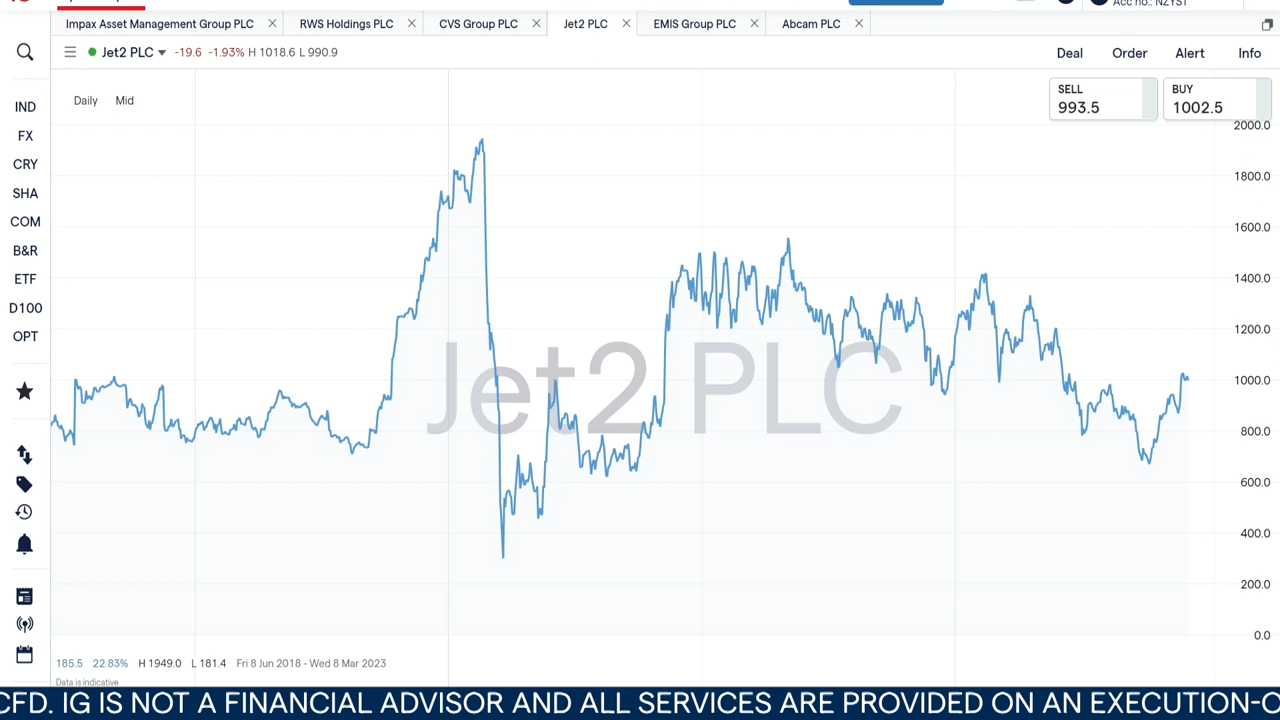 Acc no.: NZYST
Impax Asset Management Group PLC
RWS Holdings PLC
CVS Group PLC
Jet2 PLC
EMIS Group PLC
Abcam PLC
Jet2 PLC -19.6 -1.93% H 1018.6 L 990.9
Deal
Order
Alert
Info
Daily Mid
SELL
993.5
BUY
1002.5
IND
FX
CRY
SHA
COM
B&R
ETF
D100
OPT
Jet2 PLC
2000.0
1800.0
1600.0
1400.0
1200.0
1000.0
800.0
600.0
400.0
200.0
0.0
185.5 22.83% H 1949.0 L 181.4 Fri 8 Jun 2018 - Wed 8 Mar 2023
Data is indicative
CFD. IG IS NOT A FINANCIAL ADVISOR AND ALL SERVICES ARE PROVIDED ON AN EXECUTION-O